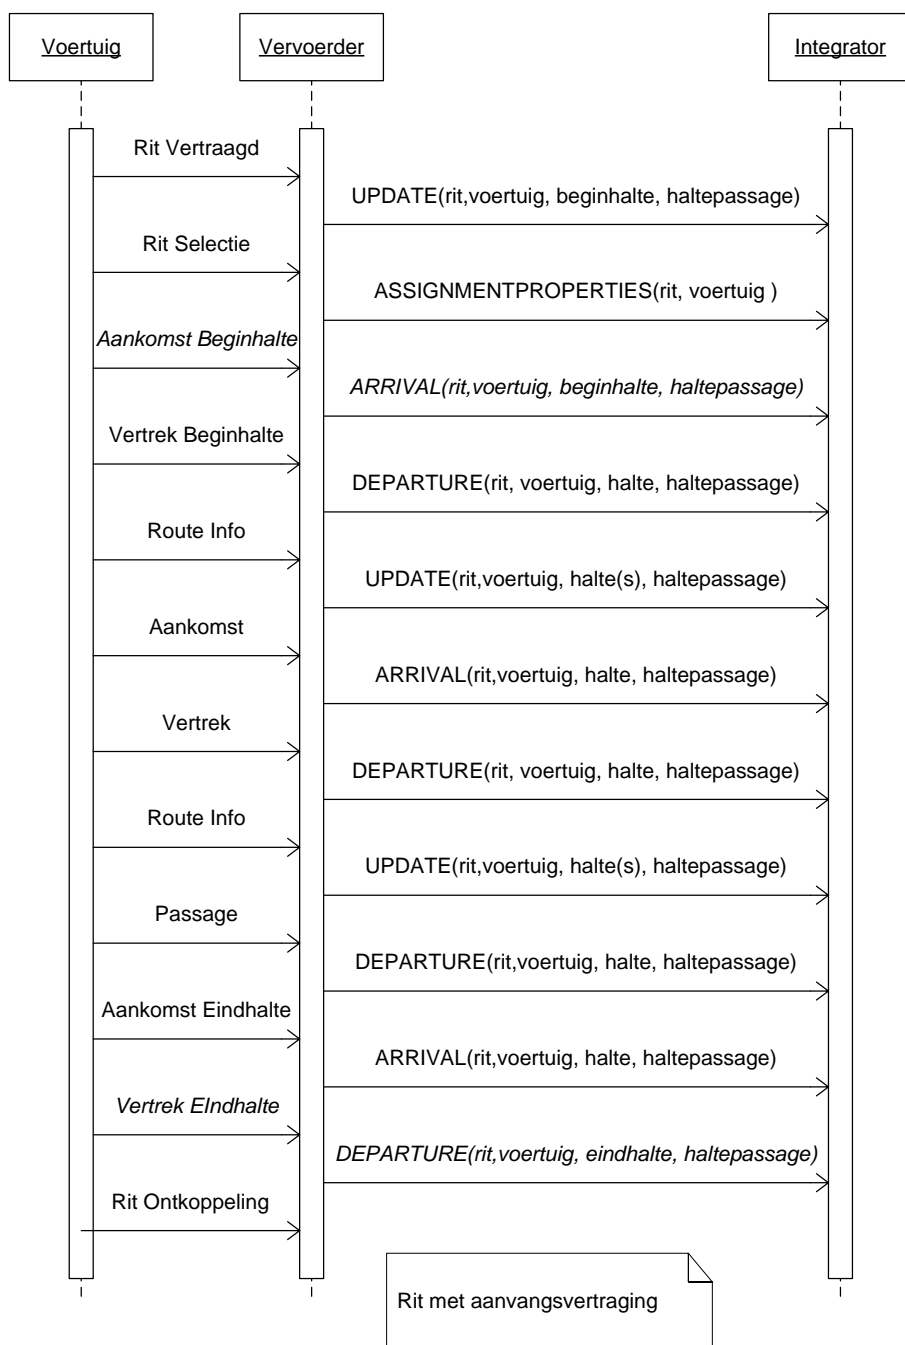 Voertuig
Vervoerder
Integrator
Rit Vertraagd
UPDATE(rit,voertuig, beginhalte, haltepassage)
Rit Selectie
ASSIGNMENTPROPERTIES(rit, voertuig )
Aankomst Beginhalte
ARRIVAL(rit,voertuig, beginhalte, haltepassage)
Vertrek Beginhalte
DEPARTURE(rit, voertuig, halte, haltepassage)
Route Info
UPDATE(rit,voertuig, halte(s), haltepassage)
Aankomst
ARRIVAL(rit,voertuig, halte, haltepassage)
Vertrek
DEPARTURE(rit, voertuig, halte, haltepassage)
Route Info
UPDATE(rit,voertuig, halte(s), haltepassage)
Passage
DEPARTURE(rit,voertuig, halte, haltepassage)
Aankomst Eindhalte
ARRIVAL(rit,voertuig, halte, haltepassage)
Vertrek EIndhalte
DEPARTURE(rit,voertuig, eindhalte, haltepassage)
Rit Ontkoppeling
Rit met aanvangsvertraging